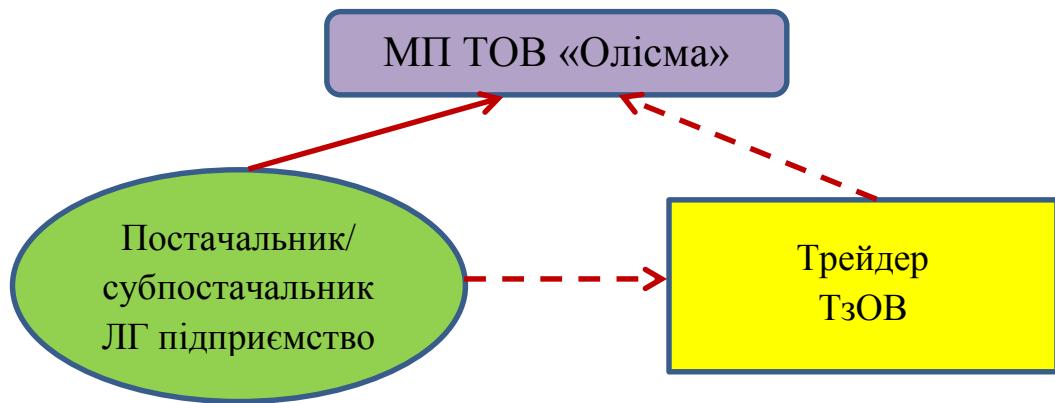 МП ТОВ «Олісма»
Постачальник/
субпостачальник
ЛГ підприємство
Трейдер
ТзОВ